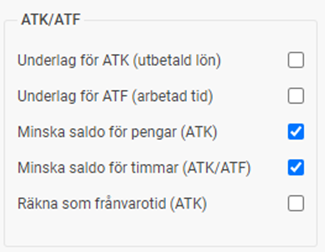 ATK/ATF
Underlag för ATK (utbetald lön)
Underlag för ATF (arbetad tid)
Minska saldo för pengar (ATK)
Minska saldo för timmar (ATK/ATF)
Räkna som frånvarotid (ATK)